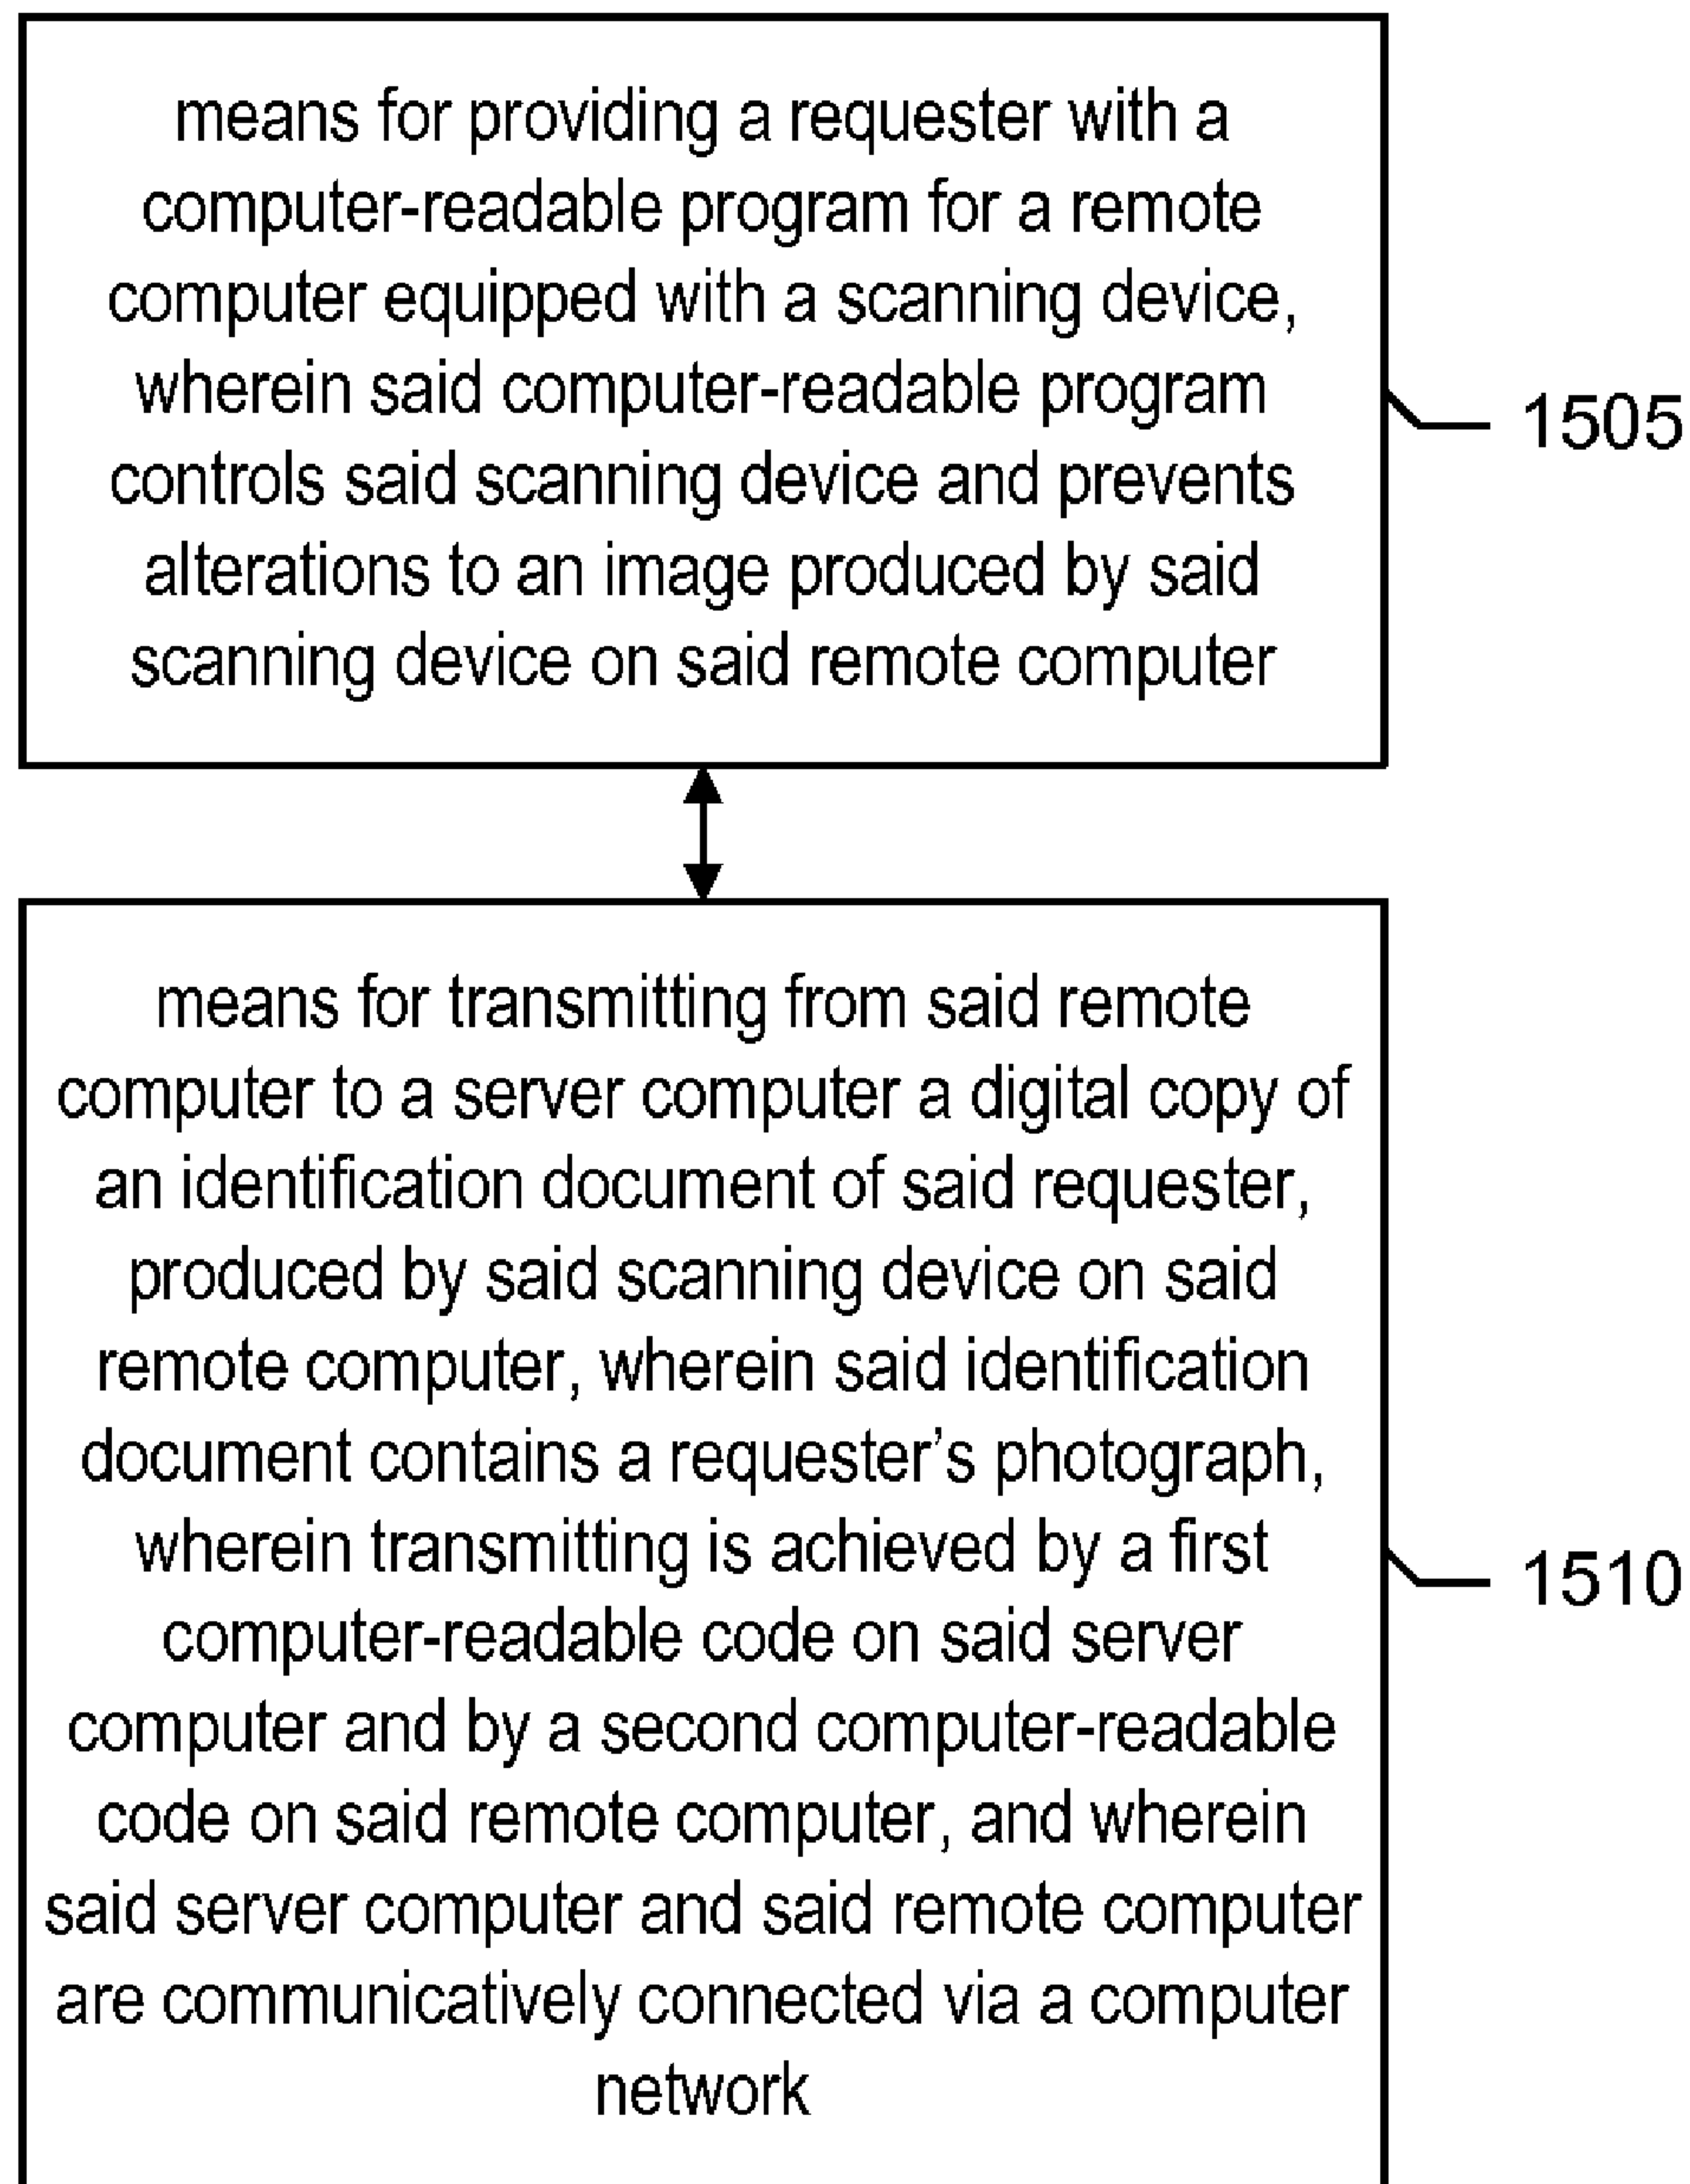 means for providing a requester with a
computer-readable program for a remote
computer equipped with a scanning device,
wherein said computer-readable program
controls said scanning device and prevents
alterations to an image produced by said
scanning device on said remote computer
1505
means for transmitting from said remote
computer to a server computer a digital copy of
an identification document of said requester,
produced by said scanning device on said
remote computer, wherein said identification
document contains a requester’s photograph,
wherein transmitting is achieved by a first
computer-readable code on said server
computer and by a second computer-readable
code on said remote computer, and wherein
said server computer and said remote computer
are communicatively connected via a computer
network
1510